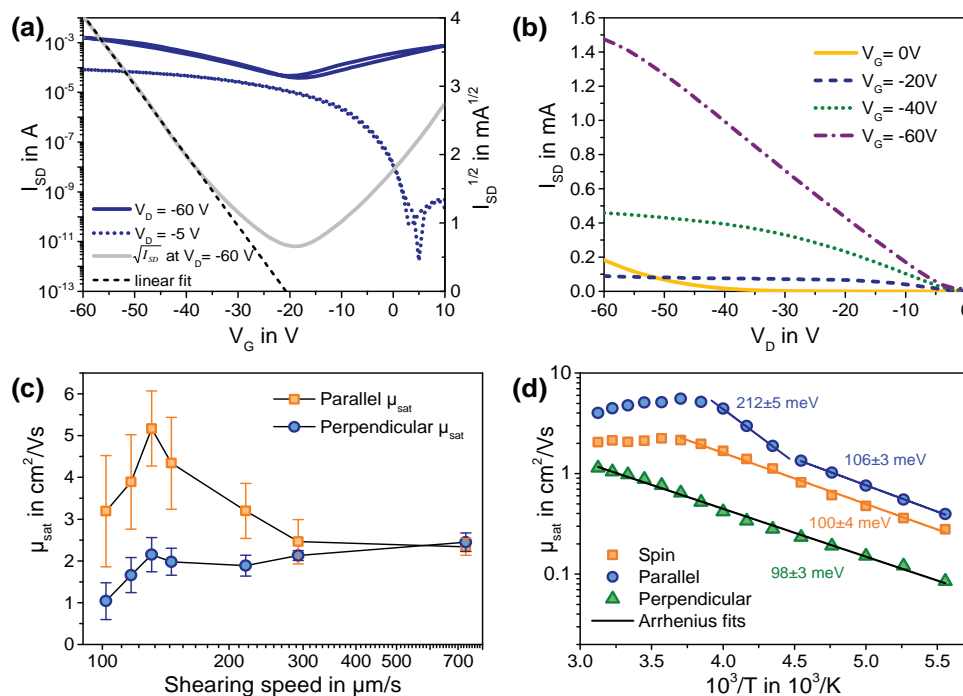 (a)
10⁻³
10⁻⁵
10⁻⁷
10⁻⁹
10⁻¹¹
10⁻¹³
I_SD in A
4
3
2
1
0
I_SD^1/2 in mA^1/2
V_D = -60 V
V_D = -5 V
√I_SD at V_D= -60 V
linear fit
-60 -50 -40 -30 -20 -10 0 10
V_G in V
(b)
1.6
1.4
1.2
1.0
0.8
0.6
0.4
0.2
0.0
I_SD in mA
V_G= 0V
V_G= -20V
V_G= -40V
V_G= -60V
-60 -50 -40 -30 -20 -10 0
V_D in V
(c)
6
5
4
3
2
1
0
μ_sat in cm²/Vs
Parallel μ_sat
Perpendicular μ_sat
100 200 300 400 500 600 700
Shearing speed in μm/s
(d)
10
1
0.1
μ_sat in cm²/Vs
212±5 meV
106±3 meV
100±4 meV
98±3 meV
Spin
Parallel
Perpendicular
Arrhenius fits
3.0 3.5 4.0 4.5 5.0 5.5
10³/T in 10³/K